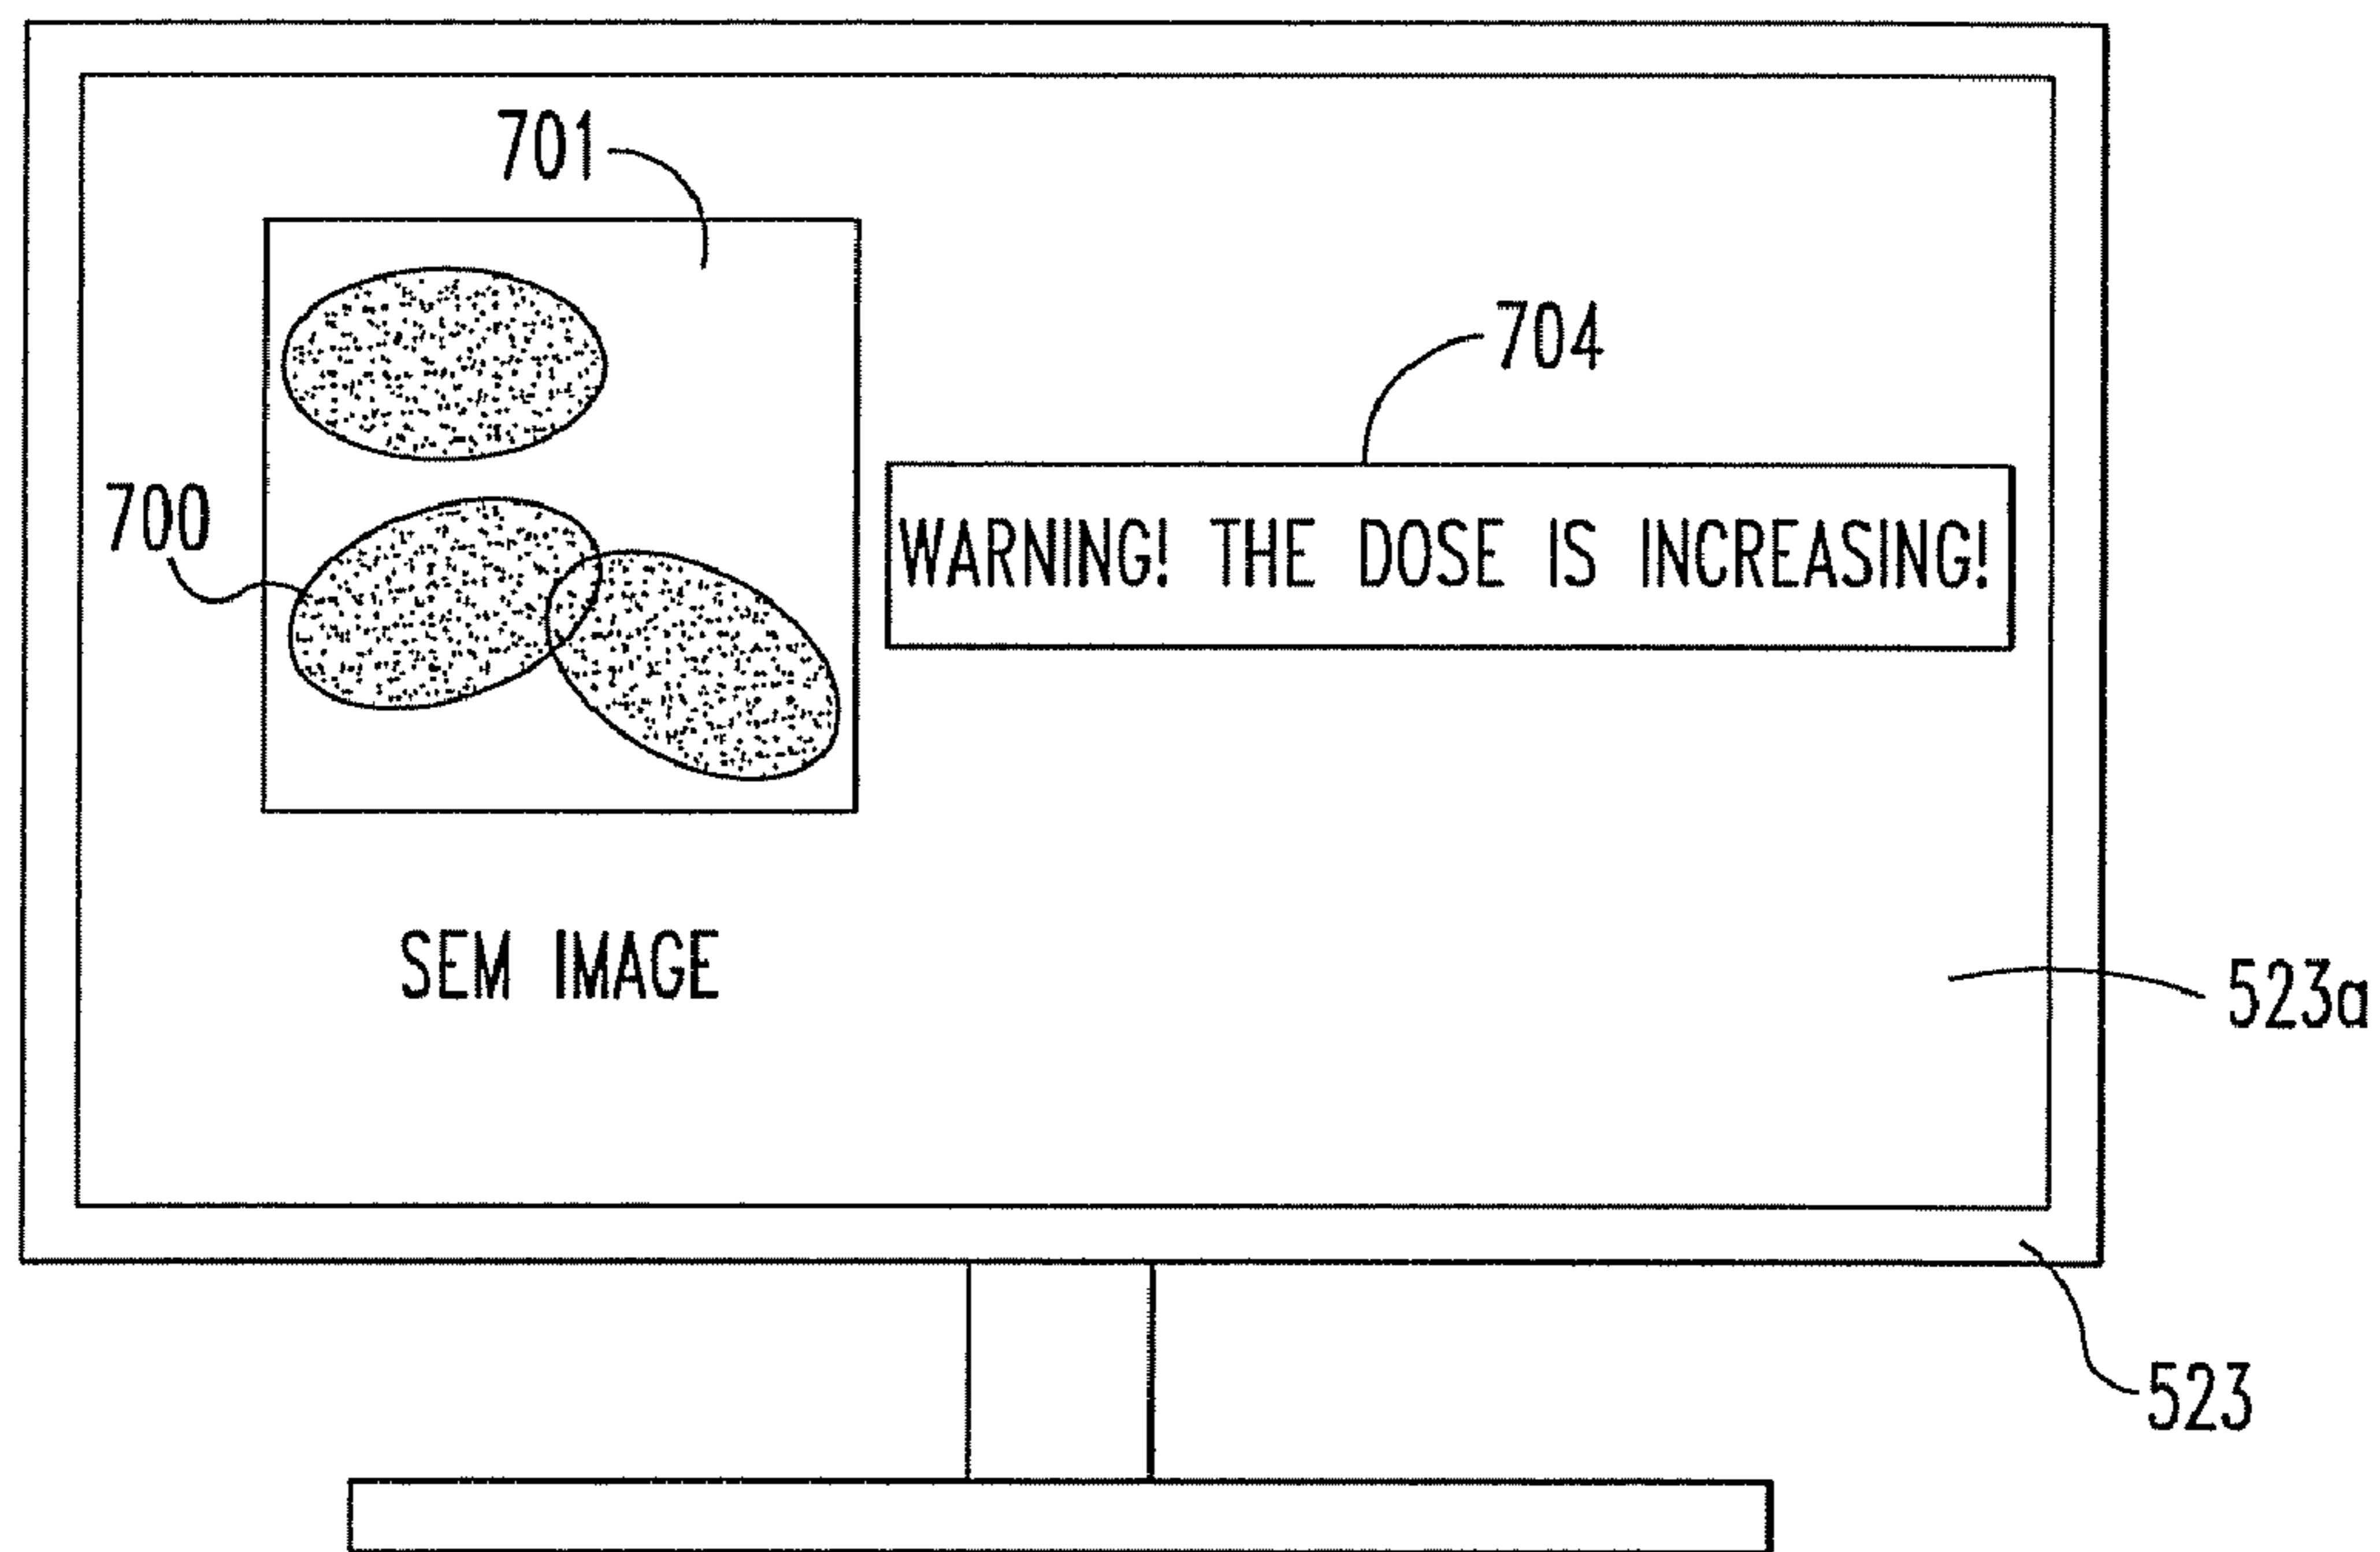 701
704
700
WARNING! THE DOSE IS INCREASING!
SEM IMAGE
523a
523